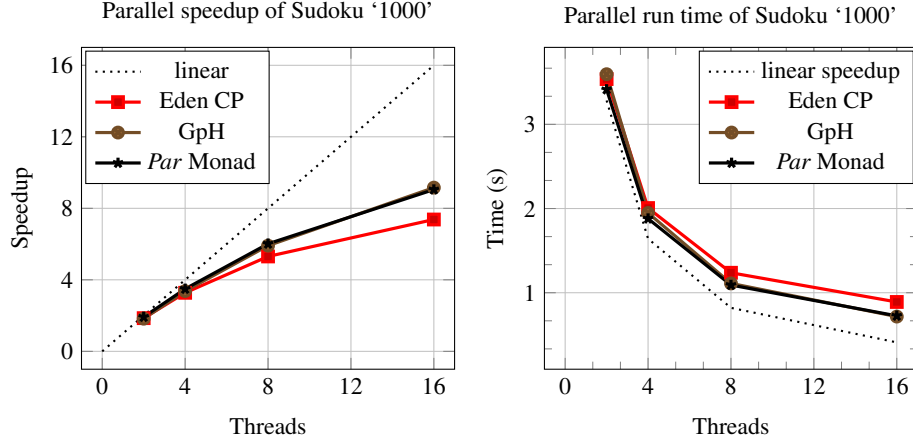 Parallel speedup of Sudoku ‘1000’
16
12
8
4
0
Speedup
linear
Eden CP
GpH
Par Monad
0 4 8 12 16
Threads
Parallel run time of Sudoku ‘1000’
3
2
1
Time (s)
linear speedup
Eden CP
GpH
Par Monad
0 4 8 12 16
Threads